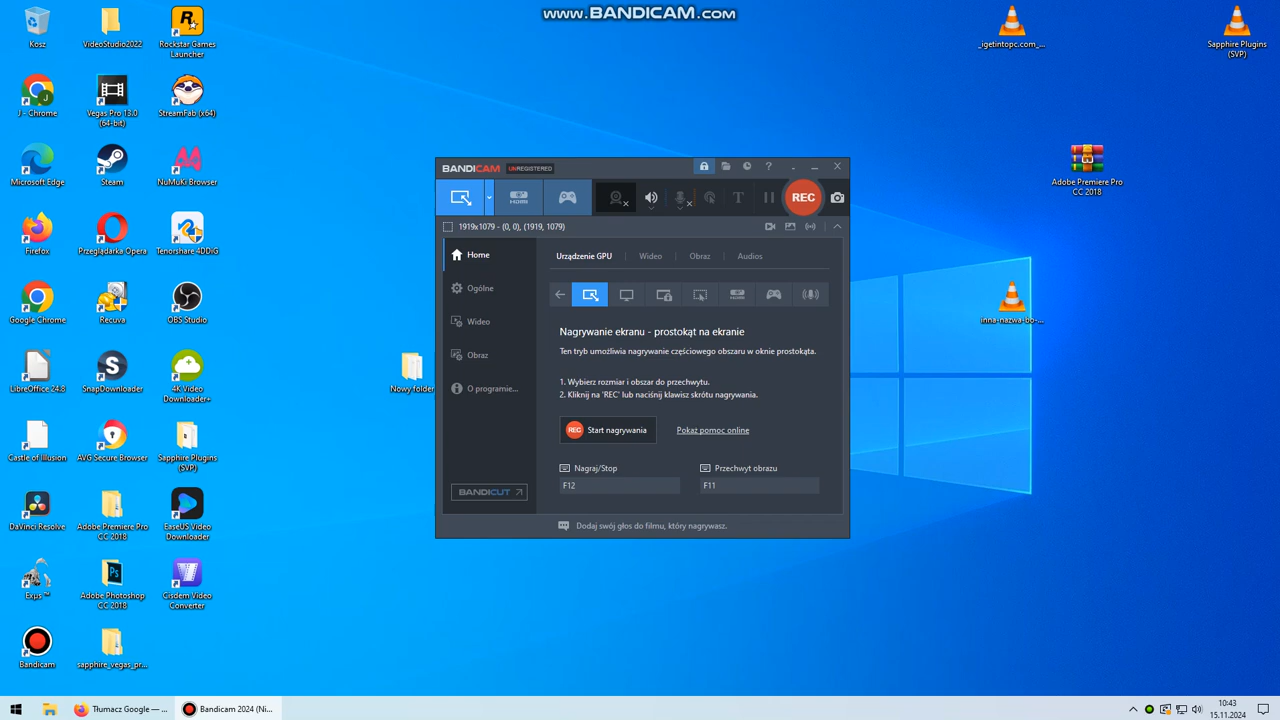 www.BANDICAM.com
Kosz
VideoStudio2022
Rockstar Games
Launcher
_igetintopc.com_...
Sapphire Plugins
(SVP)
J - Chrome
Vegas Pro 13.0
(64-bit)
StreamFab (x64)
Microsoft Edge
Steam
NuMuKi Browser
Adobe Premiere Pro
CC 2018
Firefox
Przeglądarka Opera
Tenorshare 4DDiG
Google Chrome
Recuva
OBS Studio
inna-nazwa-bo-...
LibreOffice 24.8
SnapDownloader
4K Video
Downloader+
Nowy folder
Castle of Illusion
AVG Secure Browser
Sapphire Plugins
(SVP)
DaVinci Resolve
Adobe Premiere Pro
CC 2018
EaseUS Video
Downloader
Adobe Photoshop
CC 2018
Cisdem Video
Converter
Bandicam
sapphire_vegas_pr...
BANDICAM UNREGISTERED
HDMI
REC
1919x1079 - (0, 0), (1919, 1079)
Home
Ogólne
Wideo
Obraz
O programie...
BANDICUT
Urządzenie GPU
Wideo
Obraz
Audios
HDMI
Nagrywanie ekranu - prostokąt na ekranie
Ten tryb umożliwia nagrywanie częściowego obszaru w oknie prostokąta.
1. Wybierz rozmiar i obszar do przechwytu.
2. Kliknij na 'REC' lub naciśnij klawisz skrótu nagrywania.
REC Start nagrywania
Pokaż pomoc online
Nagraj/Stop
Przechwyt obrazu
F12
F11
Dodaj swój głos do filmu, który nagrywasz.
Tłumacz Google — ...
Bandicam 2024 (Ni...
10:43
15.11.2024